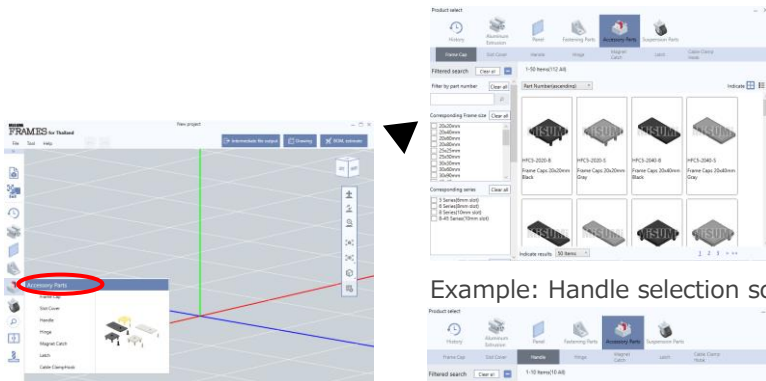 Product select
History
Aluminum Extrusion
Panel
Fastening Parts
Accessory Parts
Suspension Parts
Frame Cap
Slot Cover
Handle
Hinge
Magnet Catch
Latch
Cable Clamp Hook
Filtered search
Clear all
1-50 Items(112 All)
Filter by part number
Clear all
Part Number(ascending)
Indicate
Corresponding Frame size
Clear all
20x20mm
20x40mm
20x80mm
25x25mm
25x50mm
30x30mm
30x60mm
Corresponding series
Clear all
5 Series(6mm slot)
6 Series(8mm slot)
8 Series(10mm slot)
8-45 Series(10mm slot)
HFC5-2020-B
Frame Caps 20x20mm
Black
HFC5-2020-S
Frame Caps 20x20mm
Gray
HFC5-2040-B
Frame Caps 20x40mm
Black
HFC5-2040-S
Frame Caps 20x40mm
Gray
Indicate results
50 Items
1 2 3
New project
FRAMES for Thailand
File Tool Help
Intermediate file output
Drawing
BOM, estimate
Accessory Parts
Frame Cap
Slot Cover
Handle
Hinge
Magnet Catch
Latch
Cable Clamp/Hook
Example: Handle selection sc
Product select
History
Aluminum Extrusion
Panel
Fastening Parts
Accessory Parts
Suspension Parts
Frame Cap
Slot Cover
Handle
Hinge
Magnet Catch
Latch
Cable Clamp Hook
Filtered search
Clear all
1-10 Items(10 All)